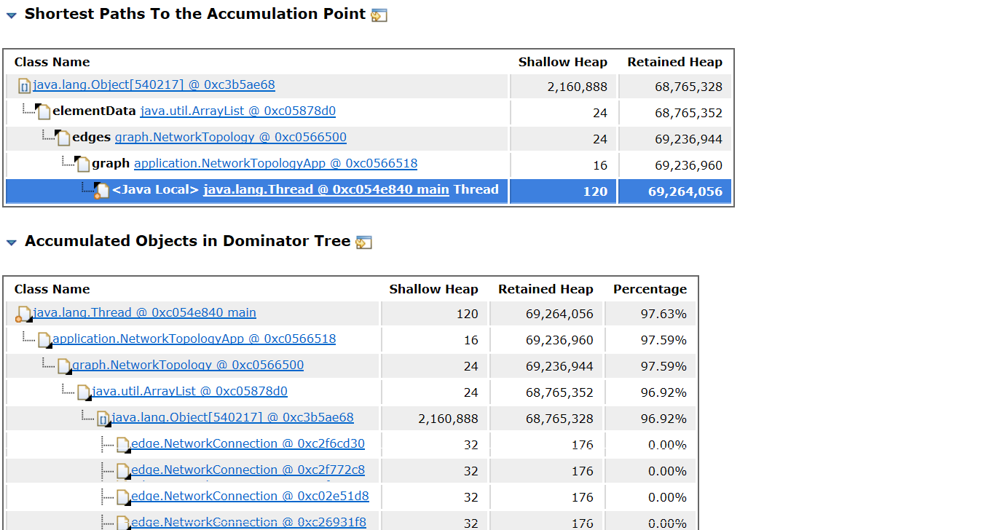 Shortest Paths To the Accumulation Point
Class Name Shallow Heap Retained Heap
java.lang.Object[540217] @ 0xc3b5ae68 2,160,888 68,765,328
elementData java.util.ArrayList @ 0xc05878d0 24 68,765,352
edges graph.NetworkTopology @ 0xc0566500 24 69,236,944
graph application.NetworkTopologyApp @ 0xc0566518 16 69,236,960
<Java Local> java.lang.Thread @ 0xc054e840 main Thread 120 69,264,056
Accumulated Objects in Dominator Tree
Class Name Shallow Heap Retained Heap Percentage
java.lang.Thread @ 0xc054e840 main 120 69,264,056 97.63%
application.NetworkTopologyApp @ 0xc0566518 16 69,236,960 97.59%
graph.NetworkTopology @ 0xc0566500 24 69,236,944 97.59%
java.util.ArrayList @ 0xc05878d0 24 68,765,352 96.92%
java.lang.Object[540217] @ 0xc3b5ae68 2,160,888 68,765,328 96.92%
edge.NetworkConnection @ 0xc2f6cd30 32 176 0.00%
edge.NetworkConnection @ 0xc2f772c8 32 176 0.00%
edge.NetworkConnection @ 0xc02e51d8 32 176 0.00%
edge.NetworkConnection @ 0xc26931f8 32 176 0.00%